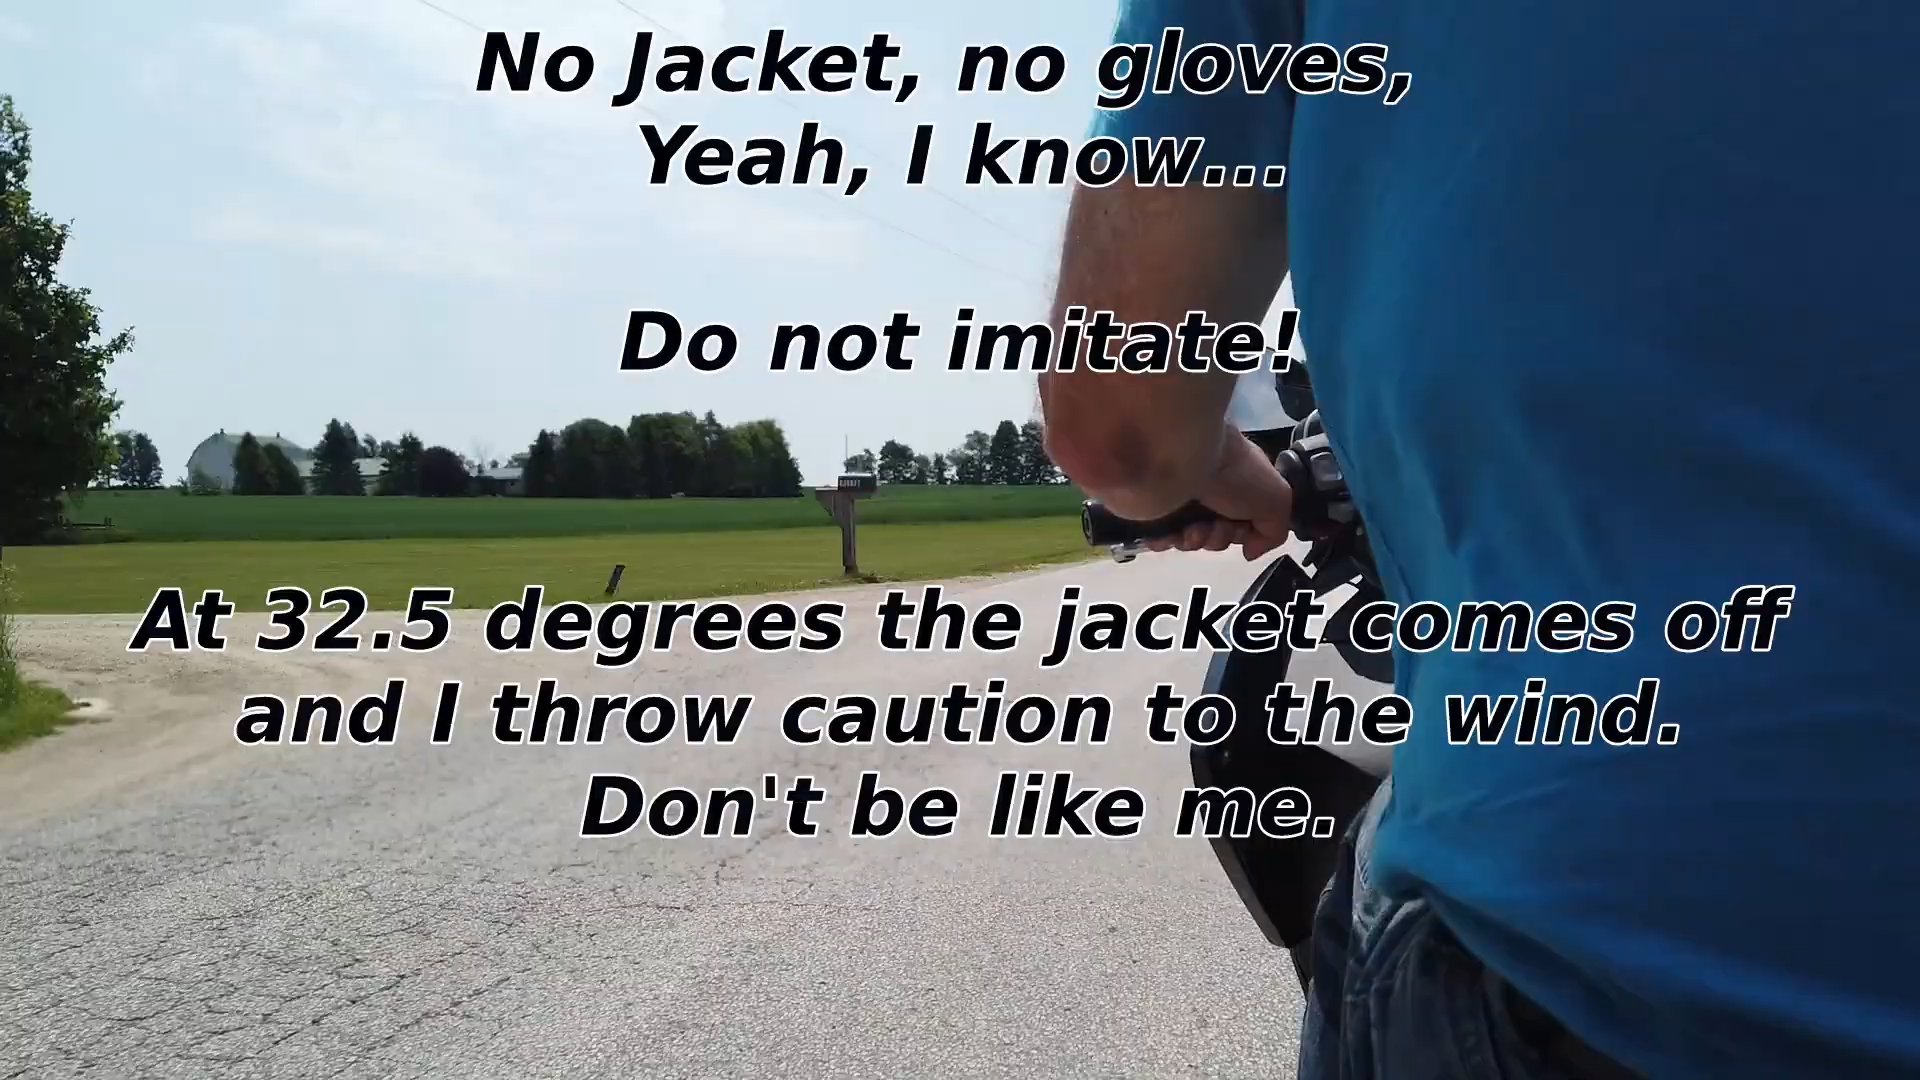 No Jacket, no gloves,
Yeah, I know...
Do not imitate!
At 32.5 degrees the jacket comes off
and I throw caution to the wind.
Don't be like me.